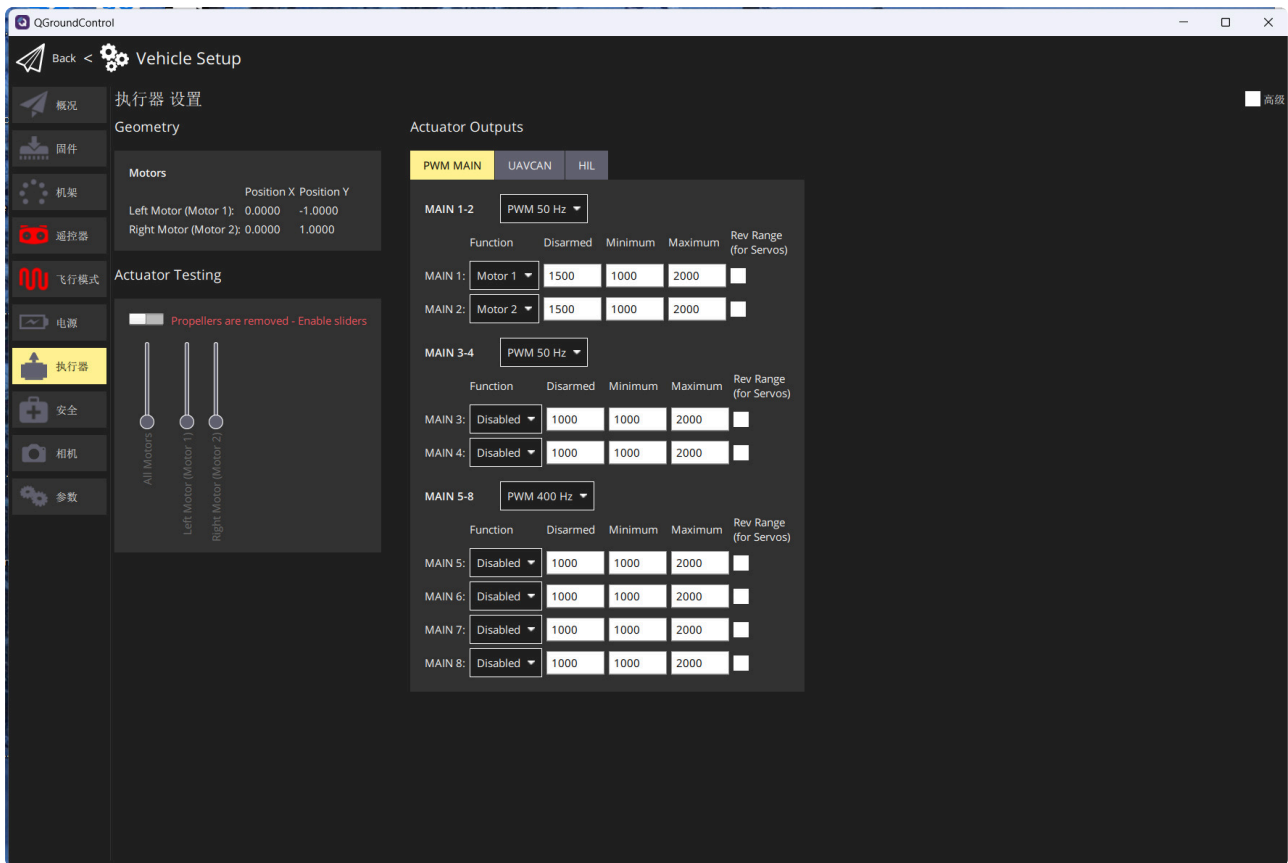 QGroundControl
Back < Vehicle Setup
概况
固件
机架
遥控器
飞行模式
电源
执行器
安全
相机
参数
执行器 设置
高级
Geometry
Motors
Position X Position Y
Left Motor (Motor 1): 0.0000 -1.0000
Right Motor (Motor 2): 0.0000 1.0000
Actuator Testing
Propellers are removed - Enable sliders
All Motors
Left Motor (Motor 1)
Right Motor (Motor 2)
Actuator Outputs
PWM MAIN UAVCAN HIL
MAIN 1-2 PWM 50 Hz
Function Disarmed Minimum Maximum Rev Range
(for Servos)
MAIN 1: Motor 1 1500 1000 2000
MAIN 2: Motor 2 1500 1000 2000
MAIN 3-4 PWM 50 Hz
Function Disarmed Minimum Maximum Rev Range
(for Servos)
MAIN 3: Disabled 1000 1000 2000
MAIN 4: Disabled 1000 1000 2000
MAIN 5-8 PWM 400 Hz
Function Disarmed Minimum Maximum Rev Range
(for Servos)
MAIN 5: Disabled 1000 1000 2000
MAIN 6: Disabled 1000 1000 2000
MAIN 7: Disabled 1000 1000 2000
MAIN 8: Disabled 1000 1000 2000